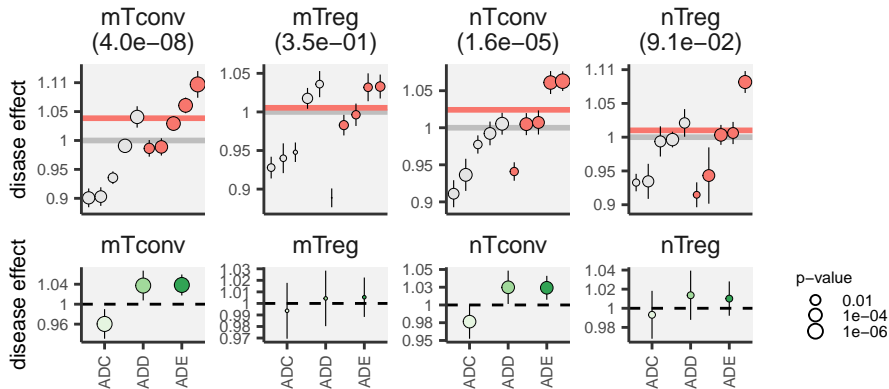 mTconv
(4.0e−08)
mTreg
(3.5e−01)
nTconv
(1.6e−05)
nTreg
(9.1e−02)
disase effect
1.11
1.05
1
0.95
0.9
1.05
1
0.95
0.9
1.05
1
0.95
0.9
1.05
1
0.95
0.9
mTconv
mTreg
nTconv
nTreg
disease effect
1.04
1
0.96
1.03
1.02
1.01
1
0.99
0.98
0.97
1.05
1.03
1
0.98
0.95
1.04
1.02
1
0.98
ADC
ADD
ADE
ADC
ADD
ADE
ADC
ADD
ADE
ADC
ADD
ADE
p−value
0.01
1e−04
1e−06